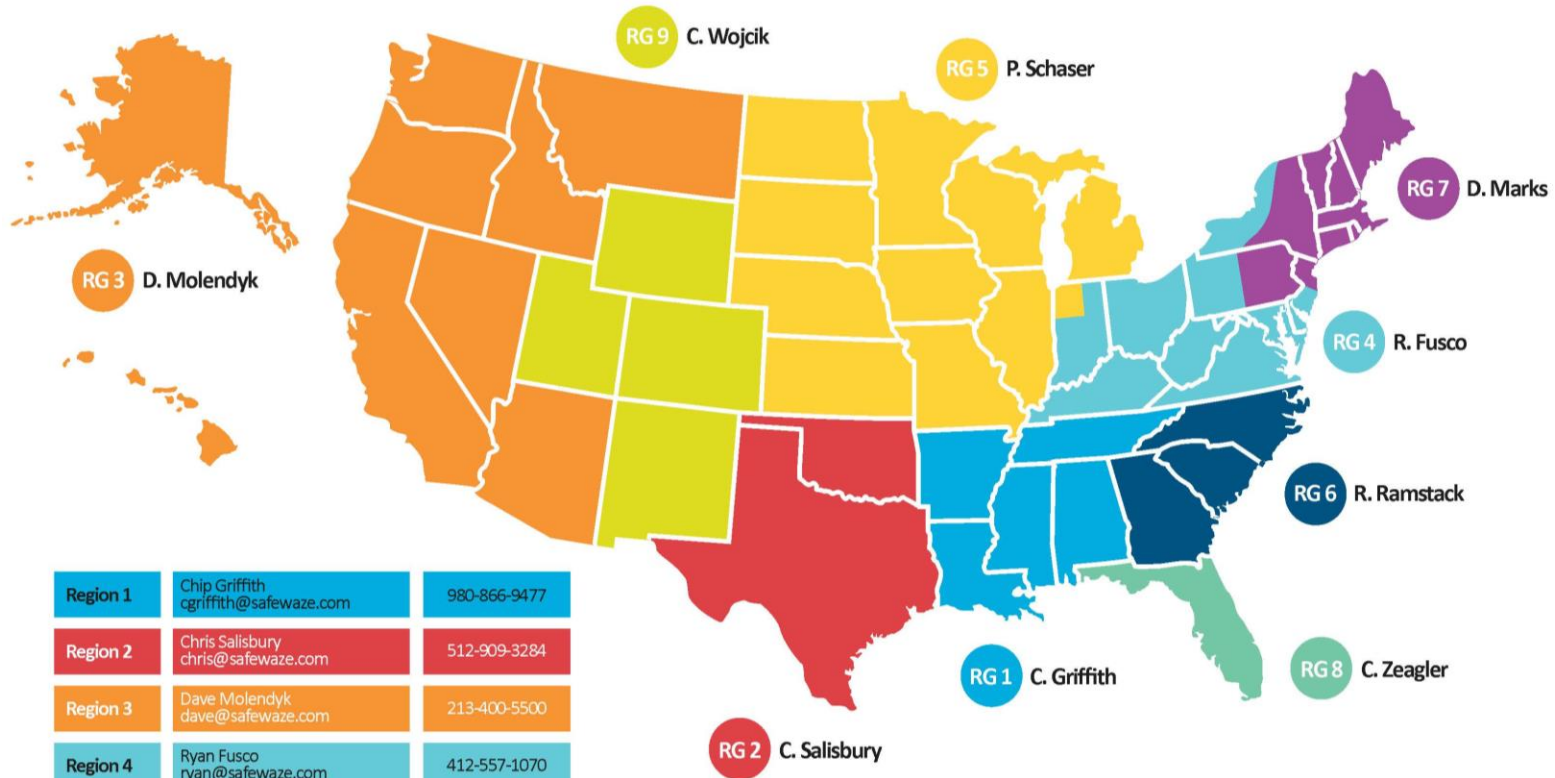 RG 9 C. Wojcik
RG 5 P. Schaser
RG 7 D. Marks
RG 3 D. Molendyk
RG 4 R. Fusco
RG 6 R. Ramstack
RG 8 C. Zeagler
RG 1 C. Griffith
RG 2 C. Salisbury
Region 1
Chip Griffith
cgriffith@safewaze.com
980-866-9477
Region 2
Chris Salisbury
chris@safewaze.com
512-909-3284
Region 3
Dave Molendyk
dave@safewaze.com
213-400-5500
Region 4
Ryan Fusco
ryan@safewaze.com
412-557-1070